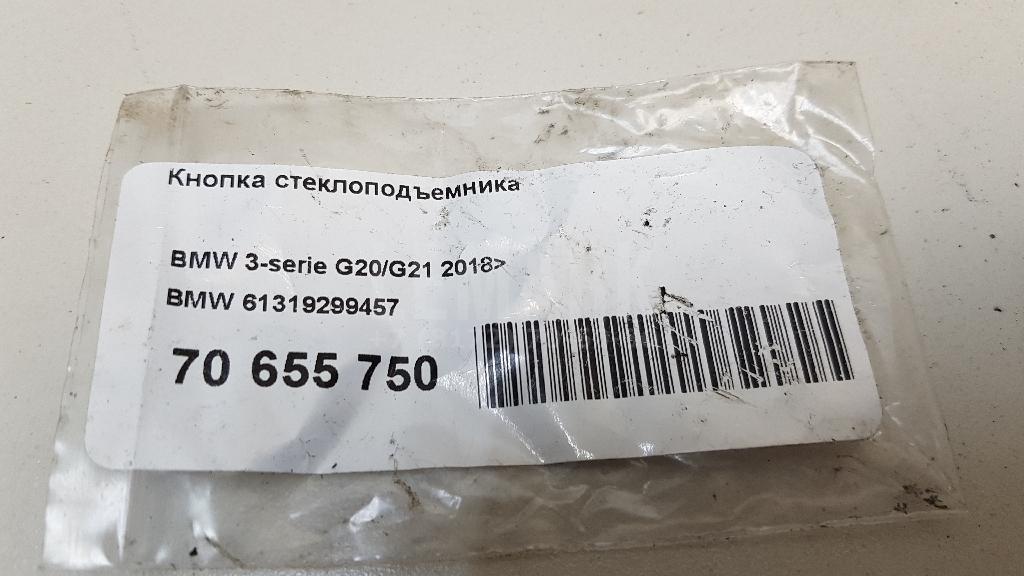 Кнопка стеклоподъемника
BMW 3-serie G20/G21 2018>
BMW 61319299457
70 655 750